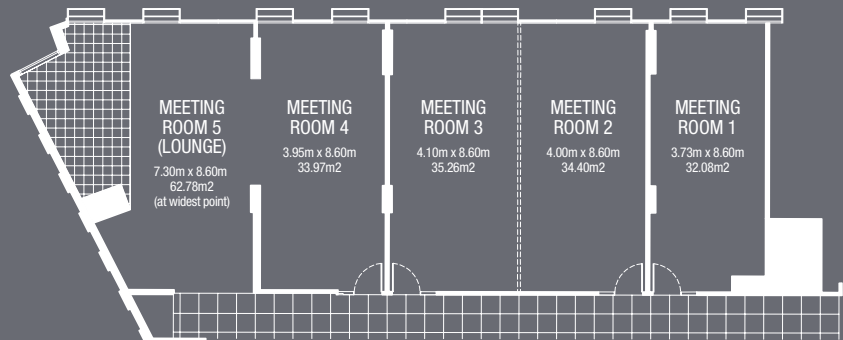 MEETING
ROOM 5
(LOUNGE)
7.30m x 8.60m
62.78m2
(at widest point)
MEETING
ROOM 4
3.95m x 8.60m
33.97m2
MEETING
ROOM 3
4.10m x 8.60m
35.26m2
MEETING
ROOM 2
4.00m x 8.60m
34.40m2
MEETING
ROOM 1
3.73m x 8.60m
32.08m2